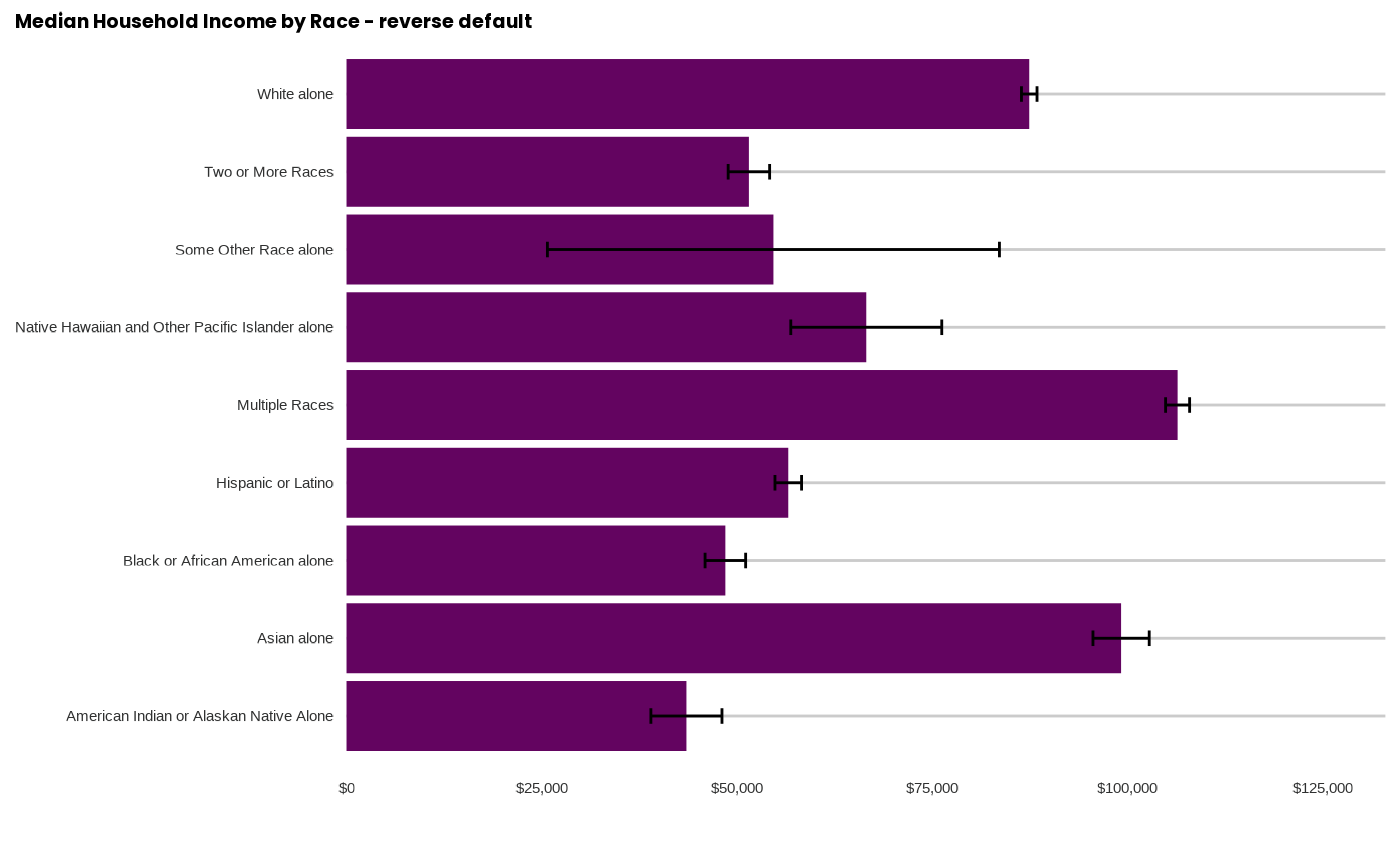 Median Household Income by Race - reverse default
White alone
Two or More Races
Some Other Race alone
Native Hawaiian and Other Pacific Islander alone
Multiple Races
Hispanic or Latino
Black or African American alone
Asian alone
American Indian or Alaskan Native Alone
$0 $25,000 $50,000 $75,000 $100,000 $125,000